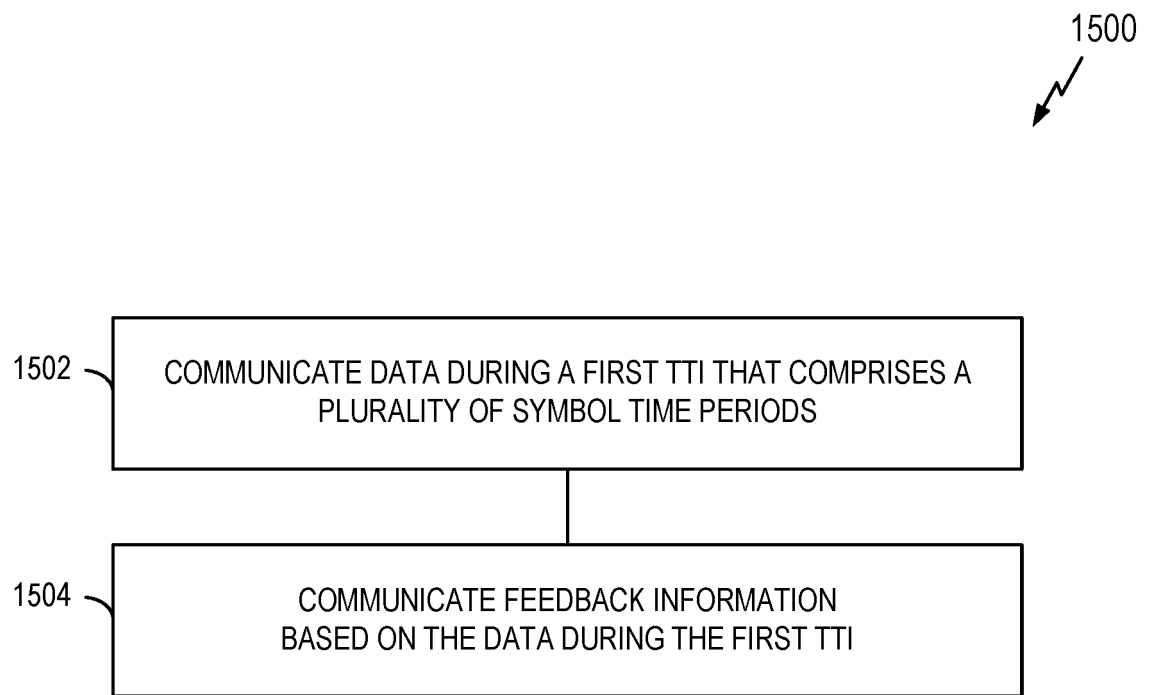 1500
1502
COMMUNICATE DATA DURING A FIRST TTI THAT COMPRISES A
PLURALITY OF SYMBOL TIME PERIODS
1504
COMMUNICATE FEEDBACK INFORMATION
BASED ON THE DATA DURING THE FIRST TTI